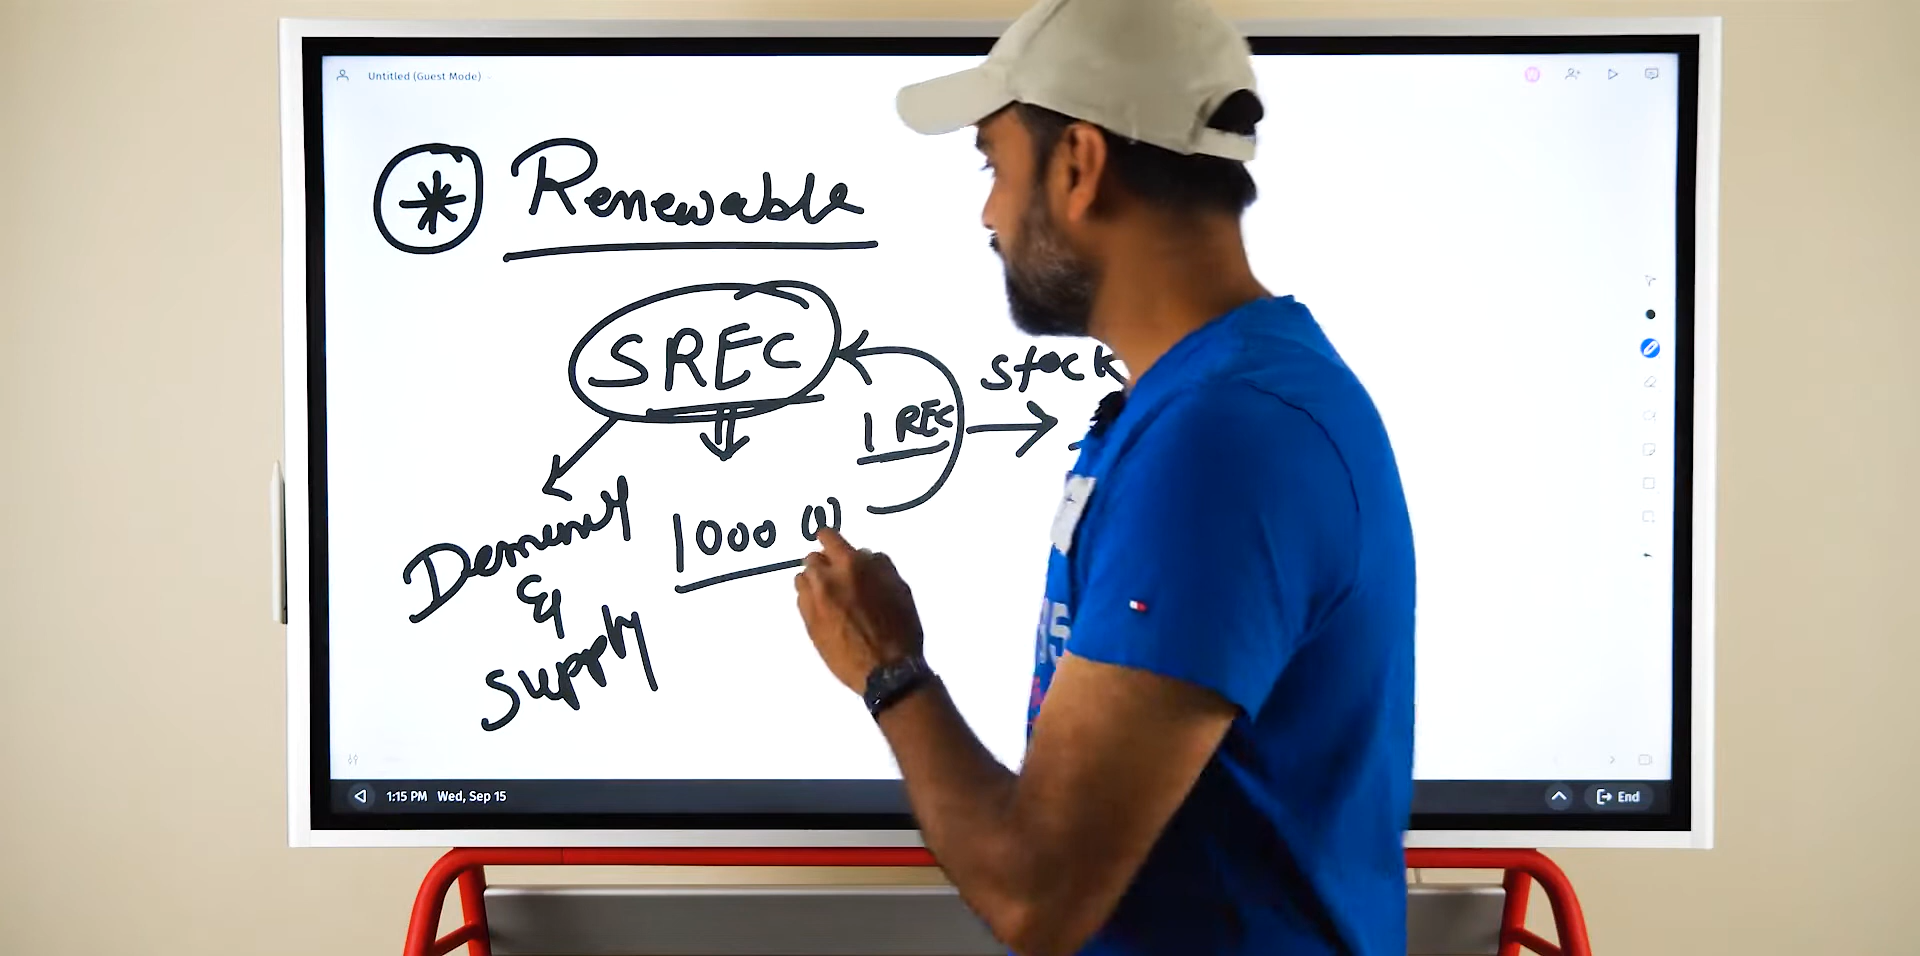 Untitled (Guest Mode)
* Renewable
SREC
Stock
1 REC
1000 W
Demand
&
Supply
1:15 PM Wed, Sep 15
End